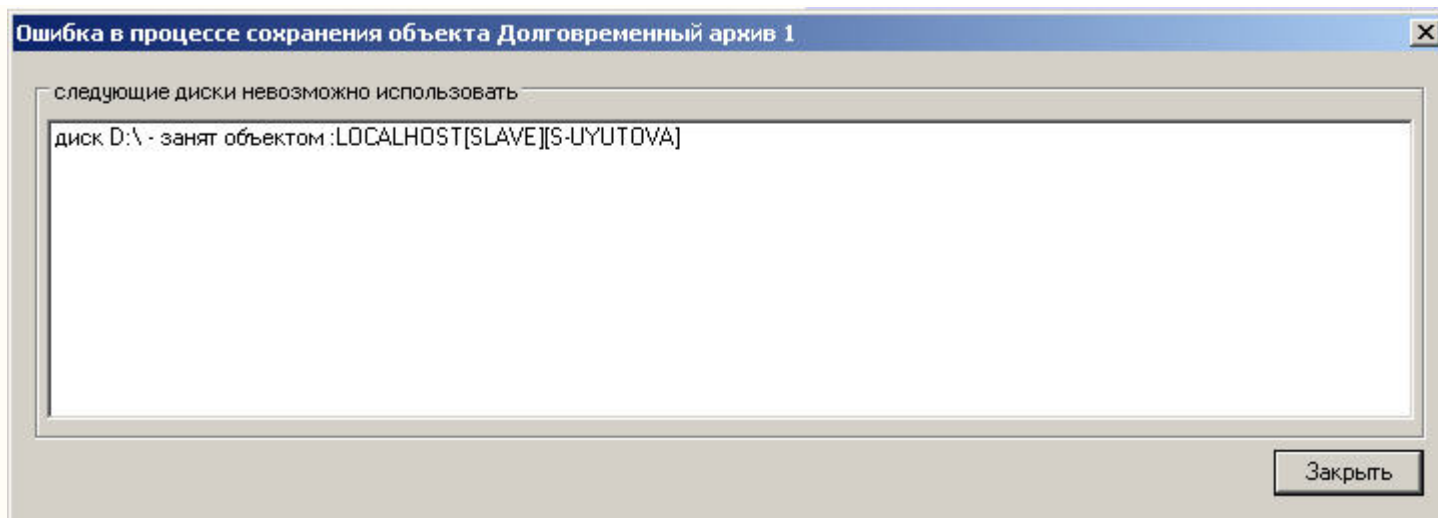 Ошибка в процессе сохранения объекта Долговременный архив 1
следующие диски невозможно использовать
диск D:\ - занят объектом :LOCALHOST[SLAVE][S-UYUTOVA]
Закрыть